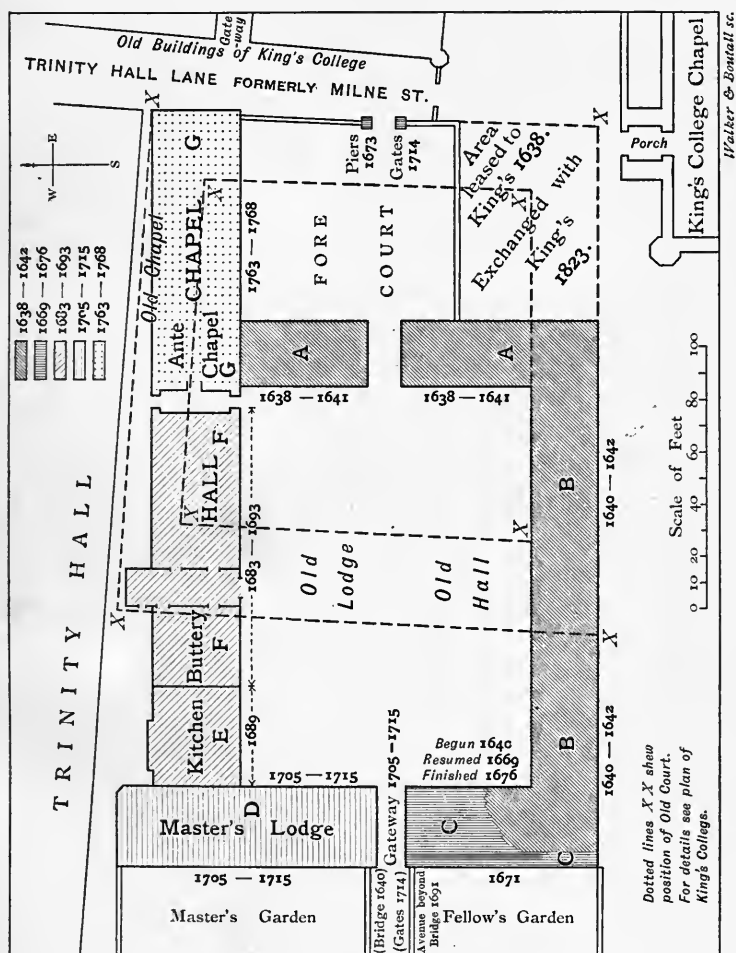 Old Buildings of King's College
Gate
-way
TRINITY HALL LANE FORMERLY MILNE ST.
E
W
S
1638—1642
1669—1676
1683—1693
1705—1715
1763—1768
TRINITY HALL
X
Old Chapel
G
CHAPEL
X
Ante
Chapel
G
1763—1768
Piers
1673
Gates
1714
FORE
COURT
Area
leased to
King's 1638.
X
Exchanged with
King's
1823.
X
Porch
King's College Chapel
Walker & Boutall sc.
A
A
1638—1641
1638—1641
HALL
F
X
1683—1693
X
Old
Lodge
Old
Hall
X
X
B
1640—1642
Scale of Feet
0 10 20 40 60 80 100
Buttery
F
Kitchen
E
1689
B
1640—1642
1705—1715
D
Master's Lodge
1705—1715
Gateway 1705—1715
Begun 1640
Resumed 1669
Finished 1676
C
C
1671
Master's Garden
(Bridge 1640)
(Gates 1714)
Avenue beyond
Bridge 1691
Fellow's Garden
Dotted lines X X shew
position of Old Court.
For details see plan of
King's Collegs.